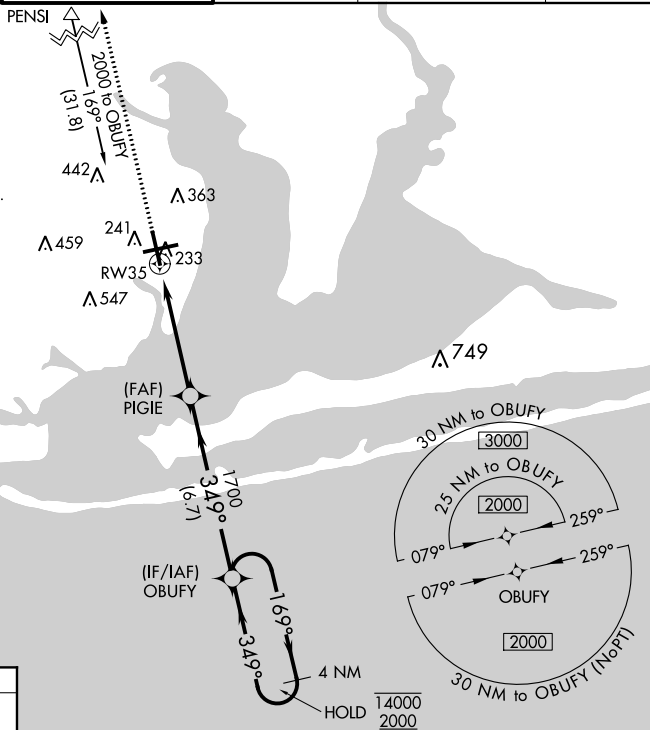 PENSI
2000 to OBUFY
169°
(31.8)
442
363
241
459
233
RW35
547
749
(FAF)
PIGIE
30 NM to OBUFY
3000
25 NM to OBUFY
2000
259°
079°
259°
079°
OBUFY
2000
30 NM to OBUFY (NoPT)
1700
349°
(6.7)
(IF/IAF)
OBUFY
169°
349°
4 NM
HOLD
14000
2000